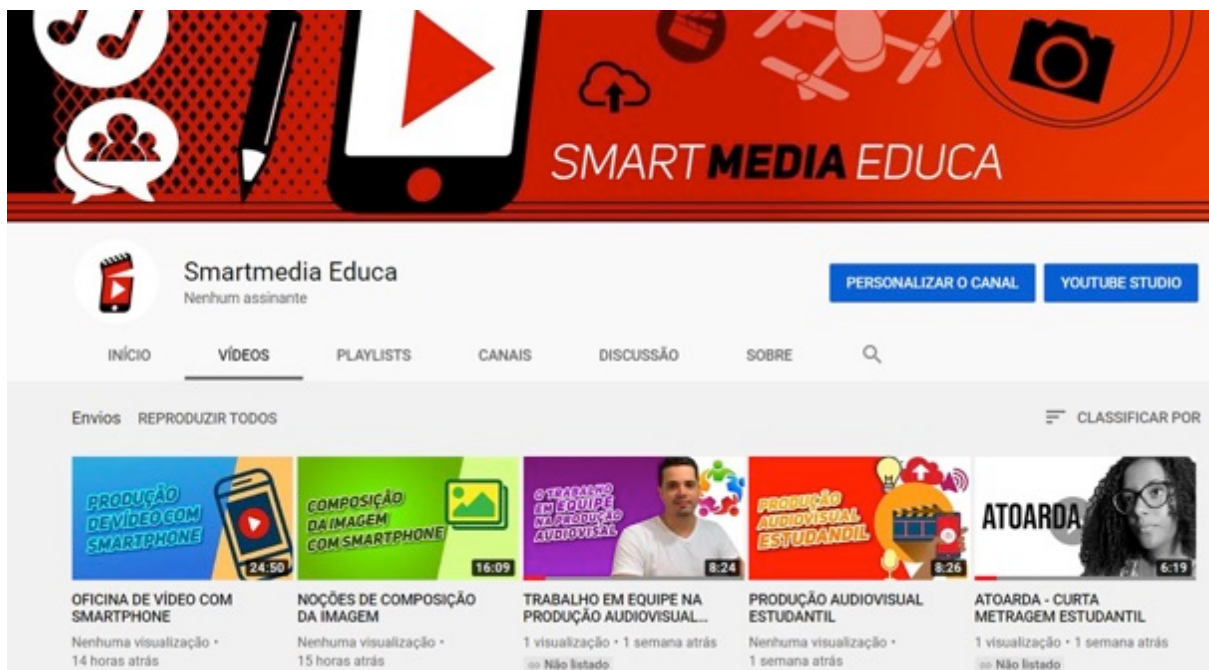 SMART MEDIA EDUCA
Smartmedia Educa
Nenhum assinante
PERSONALIZAR O CANAL
YOUTUBE STUDIO
INÍCIO
VÍDEOS
PLAYLISTS
CANAIS
DISCUSSÃO
SOBRE
Envios
REPRODUZIR TODOS
CLASSIFICAR POR
PRODUÇÃO
DE VÍDEO COM
SMARTPHONE
24:50
OFICINA DE VÍDEO COM
SMARTPHONE
Nenhuma visualização •
14 horas atrás
COMPOSIÇÃO
DA IMAGEM
COM SMARTPHONE
16:09
NOÇÕES DE COMPOSIÇÃO
DA IMAGEM
Nenhuma visualização •
15 horas atrás
O TRABALHO
EM EQUIPE
NA PRODUÇÃO
AUDIOVISAL
8:24
TRABALHO EM EQUIPE NA
PRODUÇÃO AUDIOVISUAL...
1 visualização • 1 semana atrás
Não listado
PRODUÇÃO
AUDIOVISUAL
ESTUDANDIL
8:26
PRODUÇÃO AUDIOVISUAL
ESTUDANTIL
Nenhuma visualização •
1 semana atrás
ATOARDA
6:19
ATOARDA - CURTA
METRAGEM ESTUDANTIL
1 visualização • 1 semana atrás
Não listado